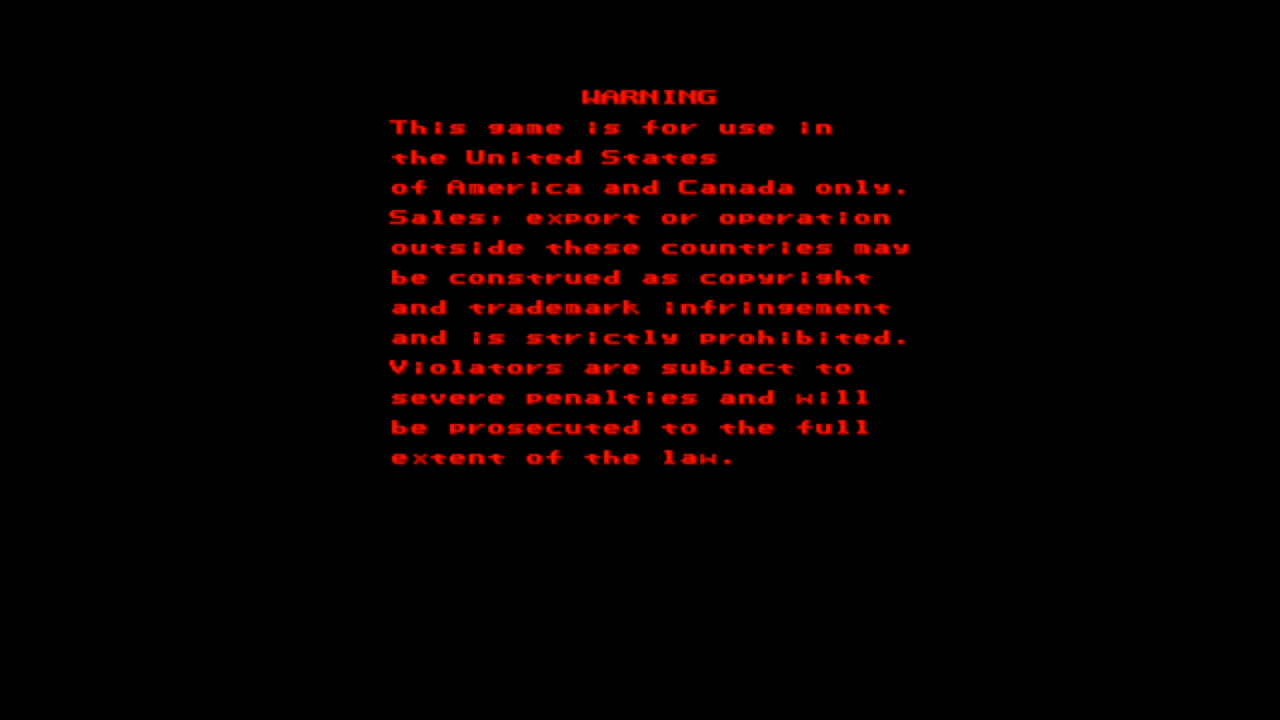 WARNING
This game is for use in
the United States
of America and Canada only.
Sales, export or operation
outside these countries may
be construed as copyright
and trademark infringement
and is strictly prohibited.
Violators are subject to
severe penalties and will
be prosecuted to the full
extent of the law.